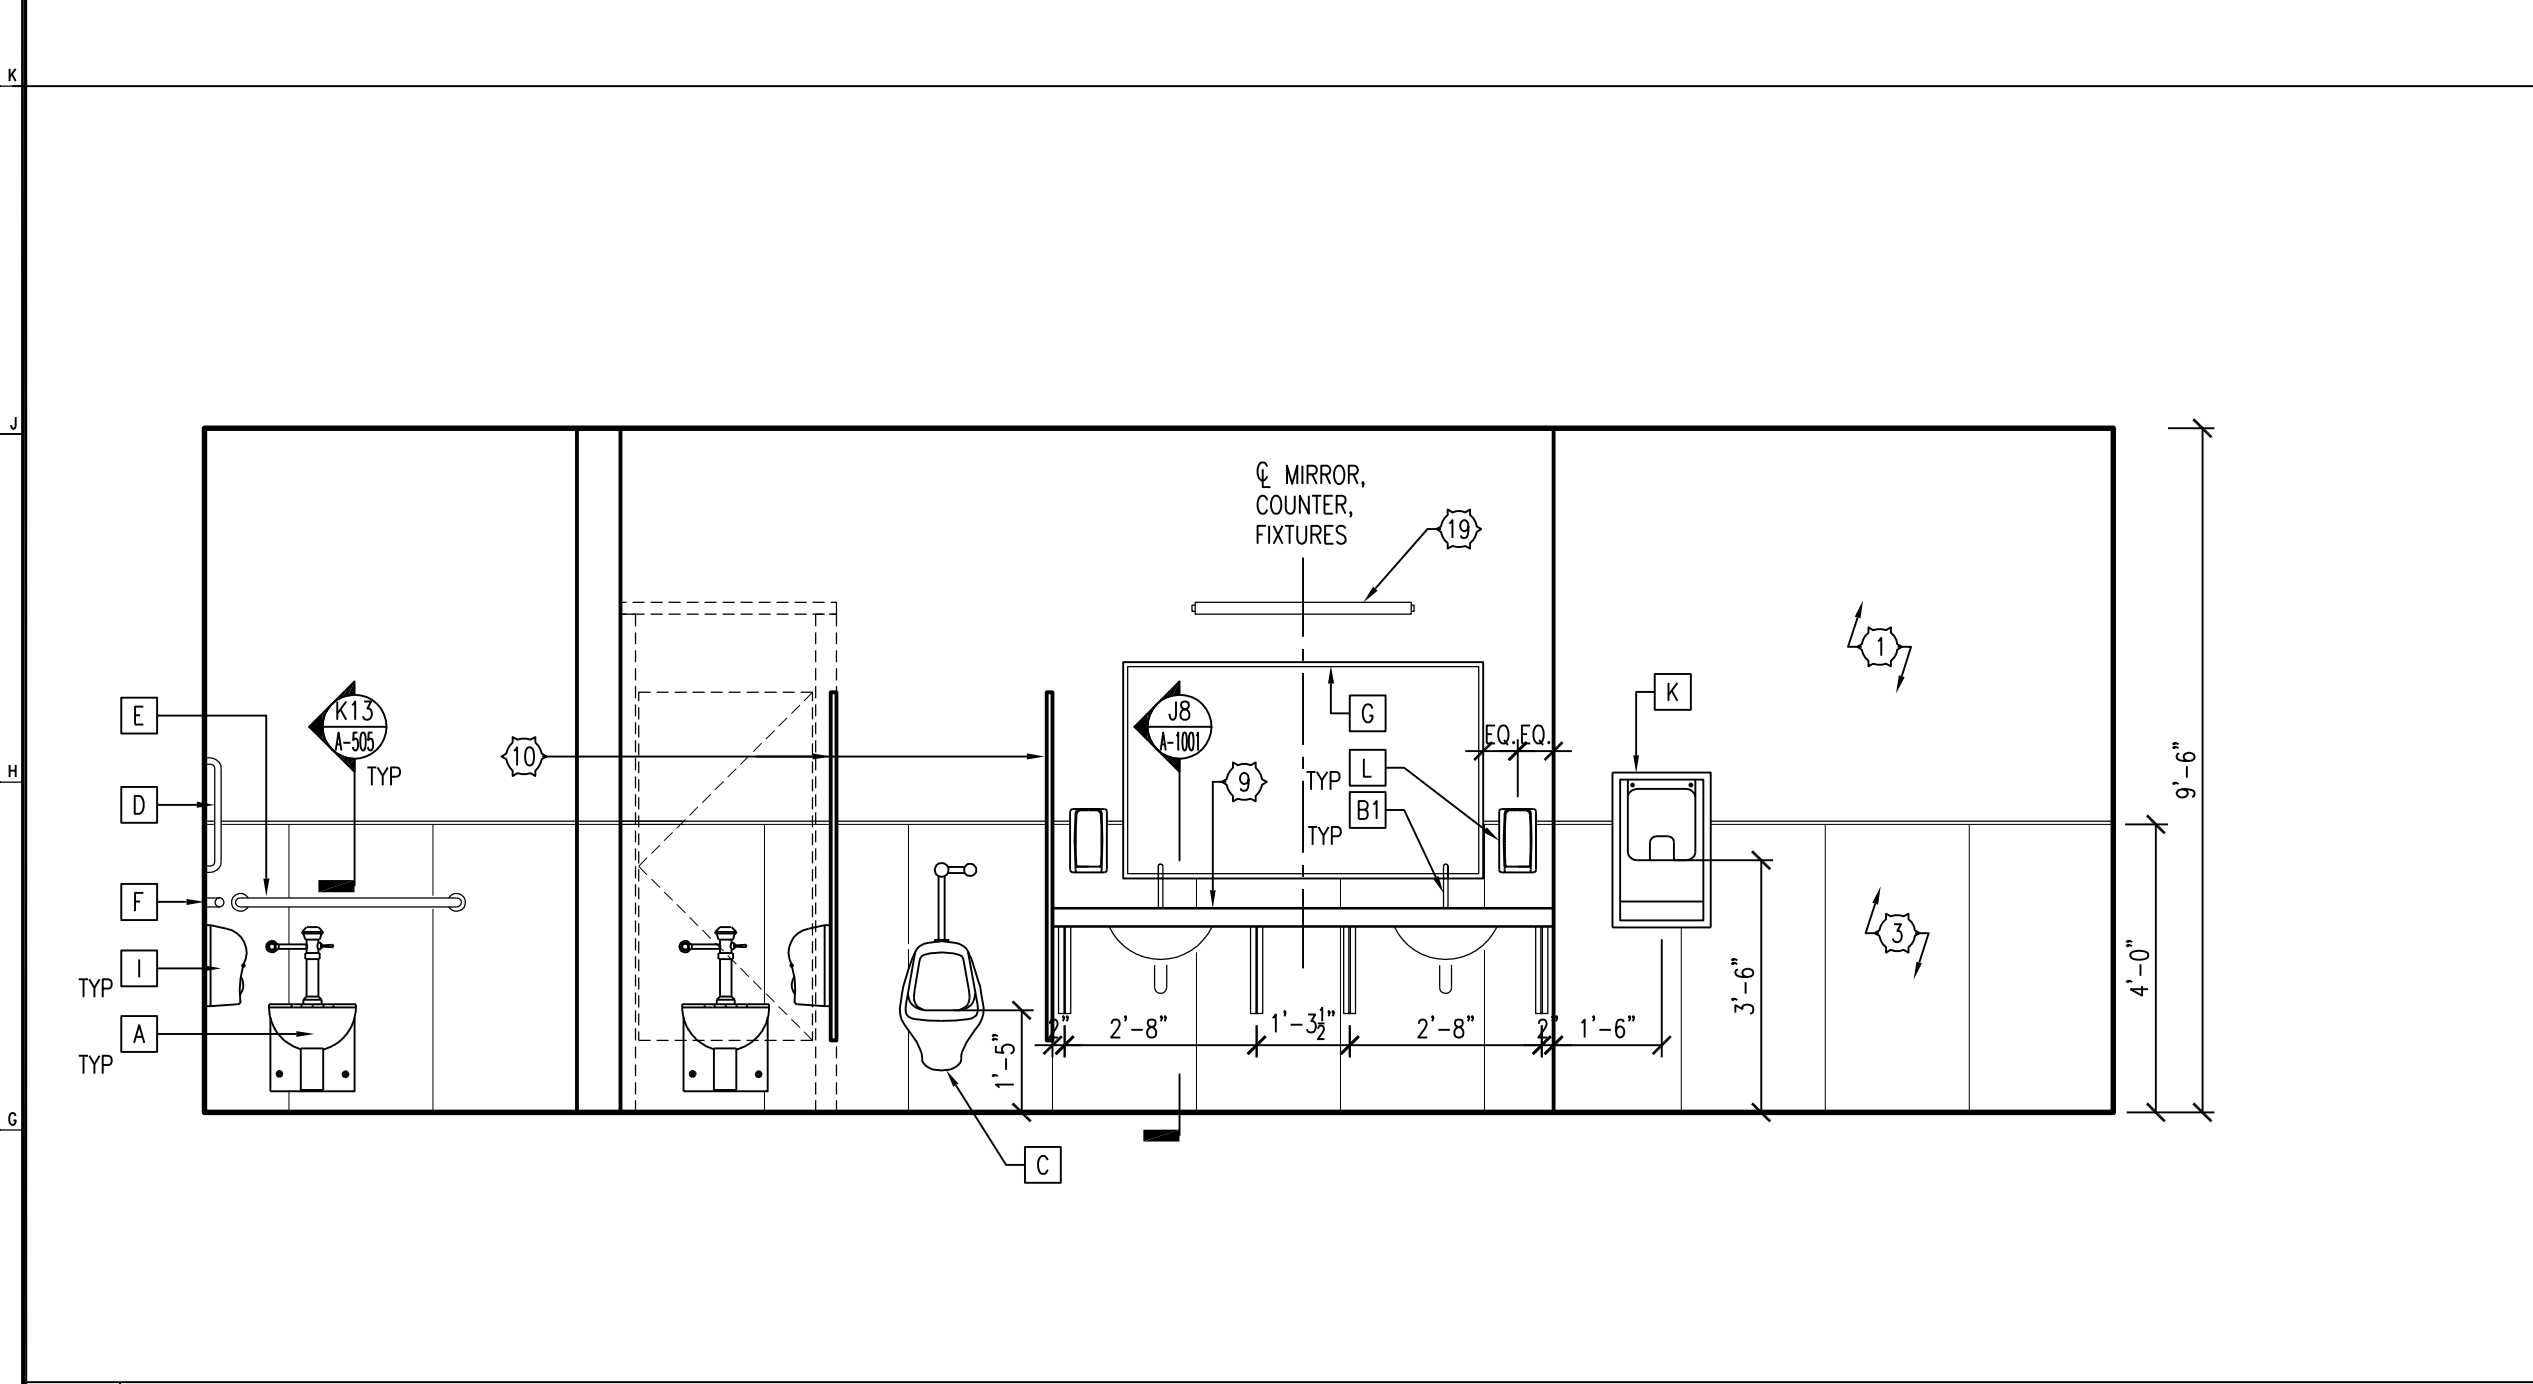 K
J
℄ MIRROR,
COUNTER,
FIXTURES
19
1
E
K13
A-505
TYP
10
J8
A-1001
G
K
EQ. EQ.
H
D
9
TYP L
TYP B1
9'-6"
F
3
TYP I
4'-0"
3'-6"
TYP A
1'-5"
2"
2'-8"
1'-3½"
2'-8"
2"
1'-6"
G
C